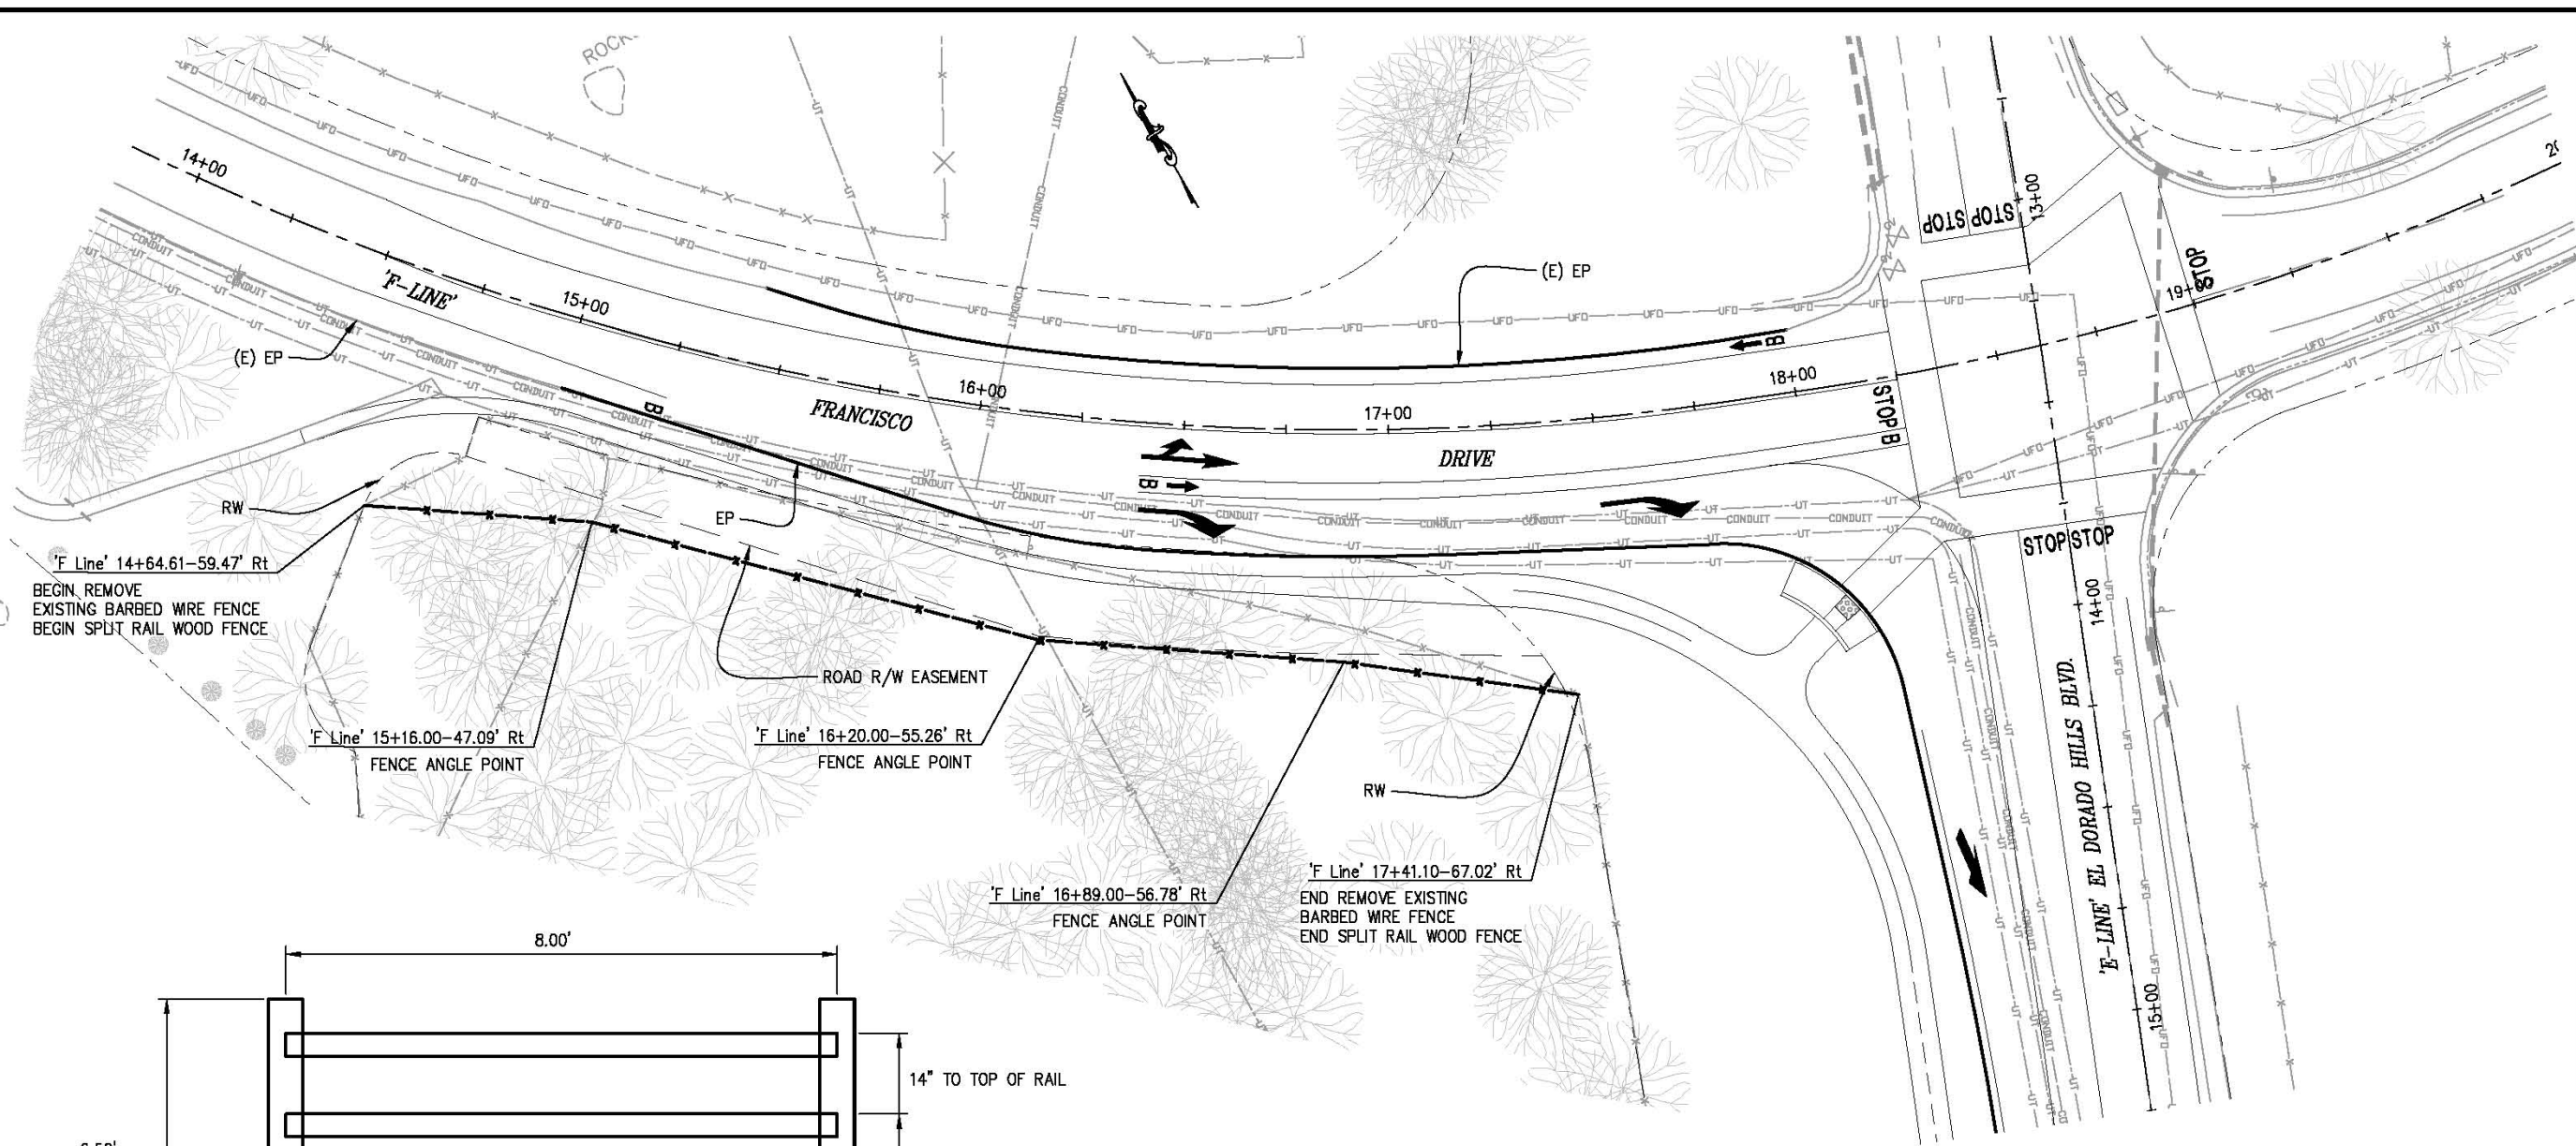 ROCK
14+00
'F-LINE'
15+00
(E) EP
(E) EP
16+00
FRANCISCO
17+00
DRIVE
18+00
STOP
STOP
13+00
STOP
19+00
20
B
B
B
STOP B
STOP
STOP
14+00
'E-LINE' EL DORADO HILLS BLVD.
15+00
UFO
UT
CONDUIT
RW
EP
'F Line' 14+64.61-59.47' Rt
BEGIN REMOVE
EXISTING BARBED WIRE FENCE
BEGIN SPLIT RAIL WOOD FENCE
ROAD R/W EASEMENT
'F Line' 15+16.00-47.09' Rt
FENCE ANGLE POINT
'F Line' 16+20.00-55.26' Rt
FENCE ANGLE POINT
RW
'F Line' 16+89.00-56.78' Rt
FENCE ANGLE POINT
'F Line' 17+41.10-67.02' Rt
END REMOVE EXISTING
BARBED WIRE FENCE
END SPLIT RAIL WOOD FENCE
8.00'
14" TO TOP OF RAIL